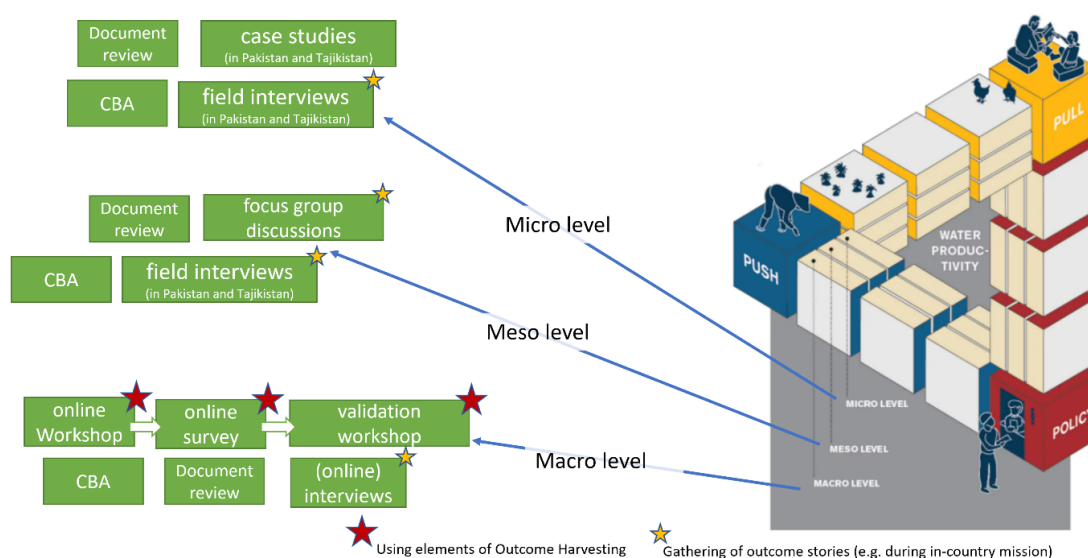 Document
review
case studies
(in Pakistan and Tajikistan)
CBA
field interviews
(in Pakistan and Tajikistan)
Document
review
focus group
discussions
CBA
field interviews
(in Pakistan and Tajikistan)
online
Workshop
online
survey
validation
workshop
CBA
Document
review
(online)
interviews
Micro level
Meso level
Macro level
PULL
WATER
PRODUC-
TIVITY
PUSH
POLICY
MICRO LEVEL
MESO LEVEL
MACRO LEVEL
Using elements of Outcome Harvesting
Gathering of outcome stories (e.g. during in-country mission)